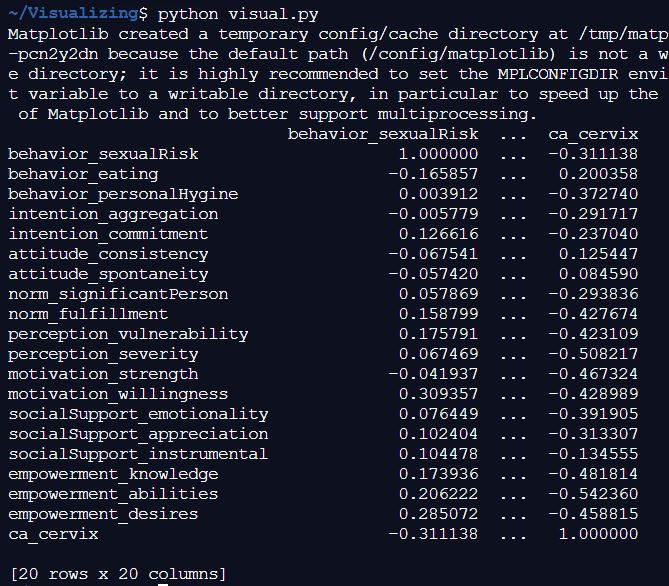 ~/Visualizing$ python visual.py
Matplotlib created a temporary config/cache directory at /tmp/matp
-pcn2y2dn because the default path (/config/matplotlib) is not a w
e directory; it is highly recommended to set the MPLCONFIGDIR envi
t variable to a writable directory, in particular to speed up the
of Matplotlib and to better support multiprocessing.
behavior_sexualRisk ... ca_cervix
behavior_sexualRisk 1.000000 ... -0.311138
behavior_eating -0.165857 ... 0.200358
behavior_personalHygine 0.003912 ... -0.372740
intention_aggregation -0.005779 ... -0.291717
intention_commitment 0.126616 ... -0.237040
attitude_consistency -0.067541 ... 0.125447
attitude_spontaneity -0.057420 ... 0.084590
norm_significantPerson 0.057869 ... -0.293836
norm_fulfillment 0.158799 ... -0.427674
perception_vulnerability 0.175791 ... -0.423109
perception_severity 0.067469 ... -0.508217
motivation_strength -0.041937 ... -0.467324
motivation_willingness 0.309357 ... -0.428989
socialSupport_emotionality 0.076449 ... -0.391905
socialSupport_appreciation 0.102404 ... -0.313307
socialSupport_instrumental 0.104478 ... -0.134555
empowerment_knowledge 0.173936 ... -0.481814
empowerment_abilities 0.206222 ... -0.542360
empowerment_desires 0.285072 ... -0.458815
ca_cervix -0.311138 ... 1.000000
[20 rows x 20 columns]